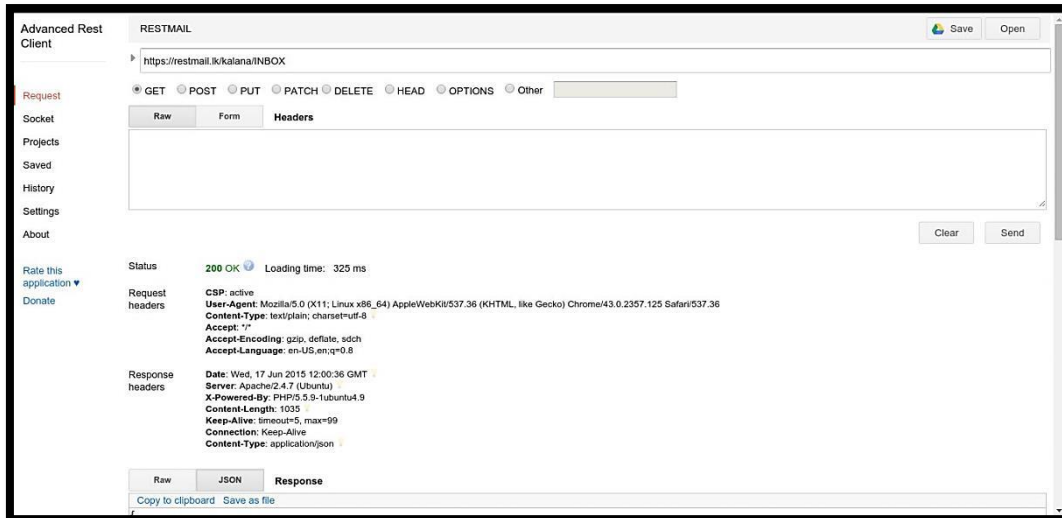 Advanced Rest
Client
RESTMAIL
Save
Open
https://restmail.lk/kalana/INBOX
Request
Socket
Projects
Saved
History
Settings
About
Rate this
application ♥
Donate
GET POST PUT PATCH DELETE HEAD OPTIONS Other
Raw Form Headers
Clear Send
Status 200 OK Loading time: 325 ms
Request
headers
CSP: active
User-Agent: Mozilla/5.0 (X11; Linux x86_64) AppleWebKit/537.36 (KHTML, like Gecko) Chrome/43.0.2357.125 Safari/537.36
Content-Type: text/plain; charset=utf-8
Accept: */*
Accept-Encoding: gzip, deflate, sdch
Accept-Language: en-US,en;q=0.8
Response
headers
Date: Wed, 17 Jun 2015 12:00:36 GMT
Server: Apache/2.4.7 (Ubuntu)
X-Powered-By: PHP/5.5.9-1ubuntu4.9
Content-Length: 1035
Keep-Alive: timeout=5, max=99
Connection: Keep-Alive
Content-Type: application/json
Raw JSON Response
Copy to clipboard Save as file
{